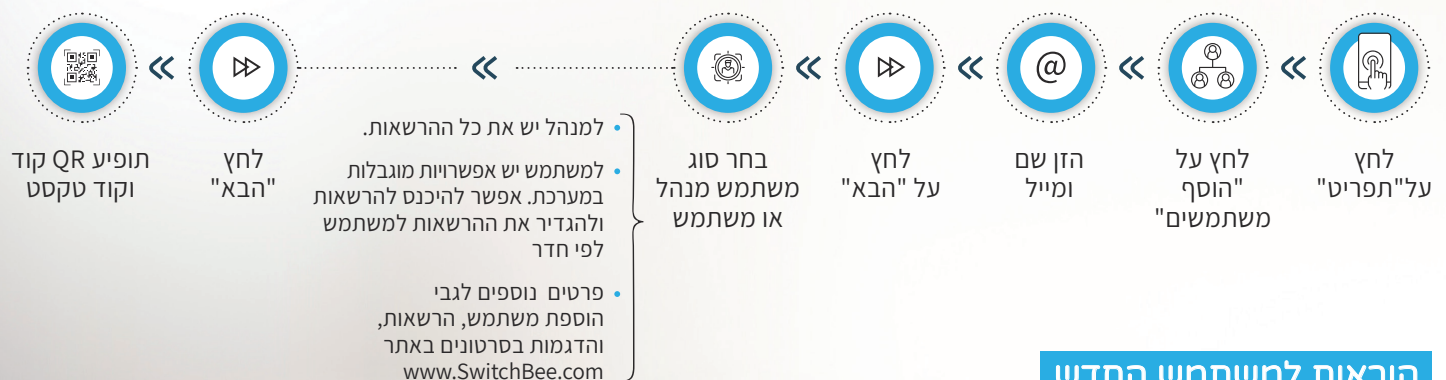 לחץ
על"תפריט"
לחץ על
"הוסף
משתמשים"
@
הזן שם
ומייל
לחץ
על "הבא"
בחר סוג
משתמש מנהל
או משתמש
• למנהל יש את כל ההרשאות.
• למשתמש יש אפשרויות מוגבלות
במערכת. אפשר להיכנס להרשאות
ולהגדיר את ההרשאות למשתמש
לפי חדר
• פרטים נוספים לגבי
הוספת משתמש, הרשאות,
והדגמות בסרטונים באתר
www.SwitchBee.com
לחץ
"הבא"
תופיע QR קוד
וקוד טקסט
הוראות למשתמש החדש